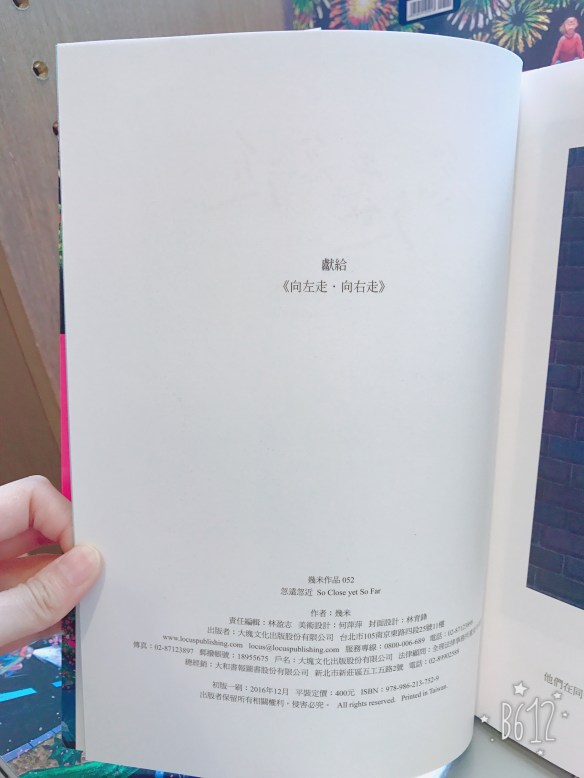 獻給
《向左走・向右走》
幾米作品 052
忽遠忽近 So Close yet So Far
作者：幾米
責任編輯：林盈志 美術設計：何萍萍 封面設計：林育鋒
出版者：大塊文化出版股份有限公司 台北市105南京東路四段25號11樓
www.locuspublishing.com locus@locuspublishing.com 服務專線：0800-006-689 電話：02-87123898
傳真：02-87123897 郵撥帳號：18955675 戶名：大塊文化出版股份有限公司 法律顧問：
總經銷：大和書報圖書股份有限公司 新北市新莊區五工五路2號 電話：02-89902588
初版一刷：2016年12月 平裝定價：400元 ISBN：978-986-213-752-9
出版者保留所有相關權利，侵害必究。 All rights reserved. Printed in Taiwan.
他們在同
B612